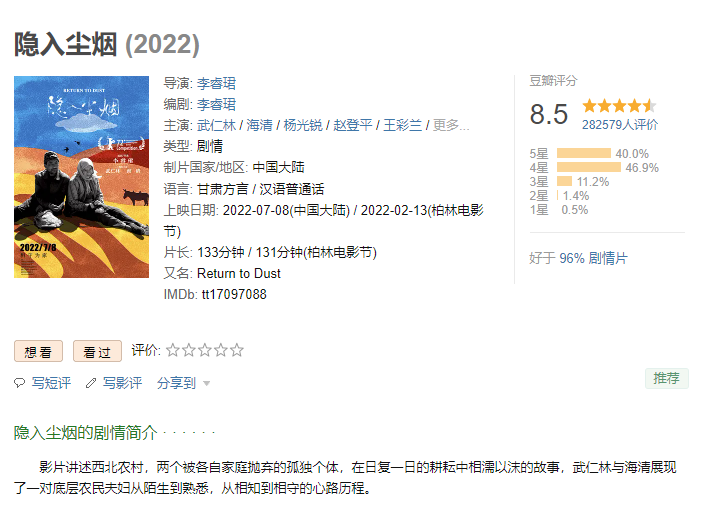 隐入尘烟 (2022)
RETURN TO DUST
隐入尘烟
2022/7/8
导演: 李睿珺
编剧: 李睿珺
主演: 武仁林 / 海清 / 杨光锐 / 赵登平 / 王彩兰 / 更多...
类型: 剧情
制片国家/地区: 中国大陆
语言: 甘肃方言 / 汉语普通话
上映日期: 2022-07-08(中国大陆) / 2022-02-13(柏林电影
节)
片长: 133分钟 / 131分钟(柏林电影节)
又名: Return to Dust
IMDb: tt17097088
豆瓣评分
8.5
282579人评价
5星 40.0%
4星 46.9%
3星 11.2%
2星 1.4%
1星 0.5%
好于 96% 剧情片
想看 看过 评价:
写短评 写影评 分享到
推荐
隐入尘烟的剧情简介 · · · · · ·
影片讲述西北农村，两个被各自家庭抛弃的孤独个体，在日复一日的耕耘中相濡以沫的故事，武仁林与海清展现
了一对底层农民夫妇从陌生到熟悉，从相知到相守的心路历程。